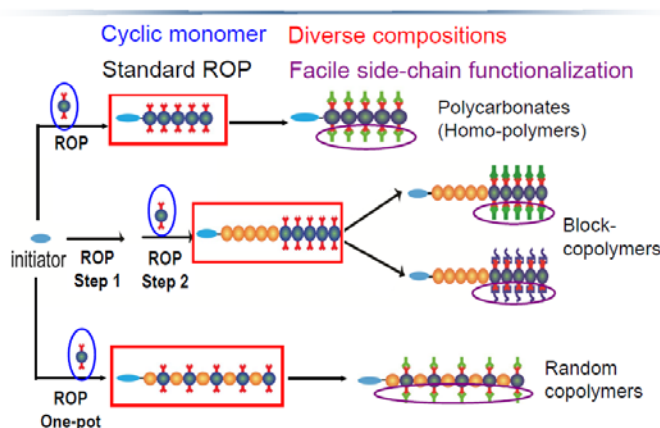 Cyclic monomer
Diverse compositions
Standard ROP
Facile side-chain functionalization
ROP
Polycarbonates
(Homo-polymers)
initiator
ROP
Step 1
ROP
Step 2
Block-
copolymers
ROP
One-pot
Random
copolymers